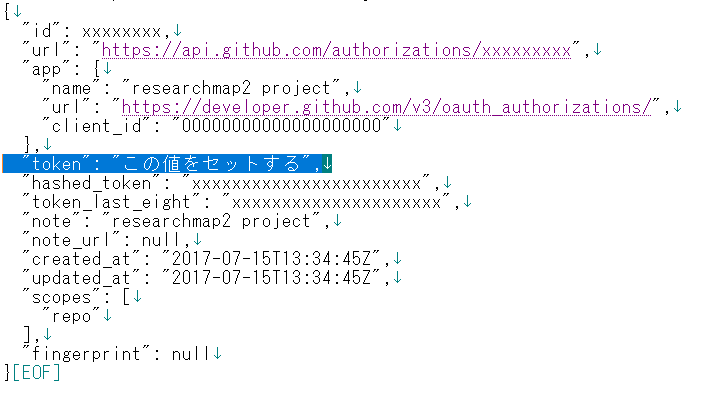 {↓
"id": xxxxxxxx,↓
"url": "https://api.github.com/authorizations/xxxxxxxxx",↓
"app": {↓
"name": "researchmap2 project",↓
"url": "https://developer.github.com/v3/oauth_authorizations/",↓
"client_id": "00000000000000000000"↓
},↓
"token": "この値をセットする",↓
"hashed_token": "xxxxxxxxxxxxxxxxxxxxxxx",↓
"token_last_eight": "xxxxxxxxxxxxxxxxxxxxx",↓
"note": "researchmap2 project",↓
"note_url": null,↓
"created_at": "2017-07-15T13:34:45Z",↓
"updated_at": "2017-07-15T13:34:45Z",↓
"scopes": [↓
"repo"↓
],↓
"fingerprint": null↓
}[EOF]